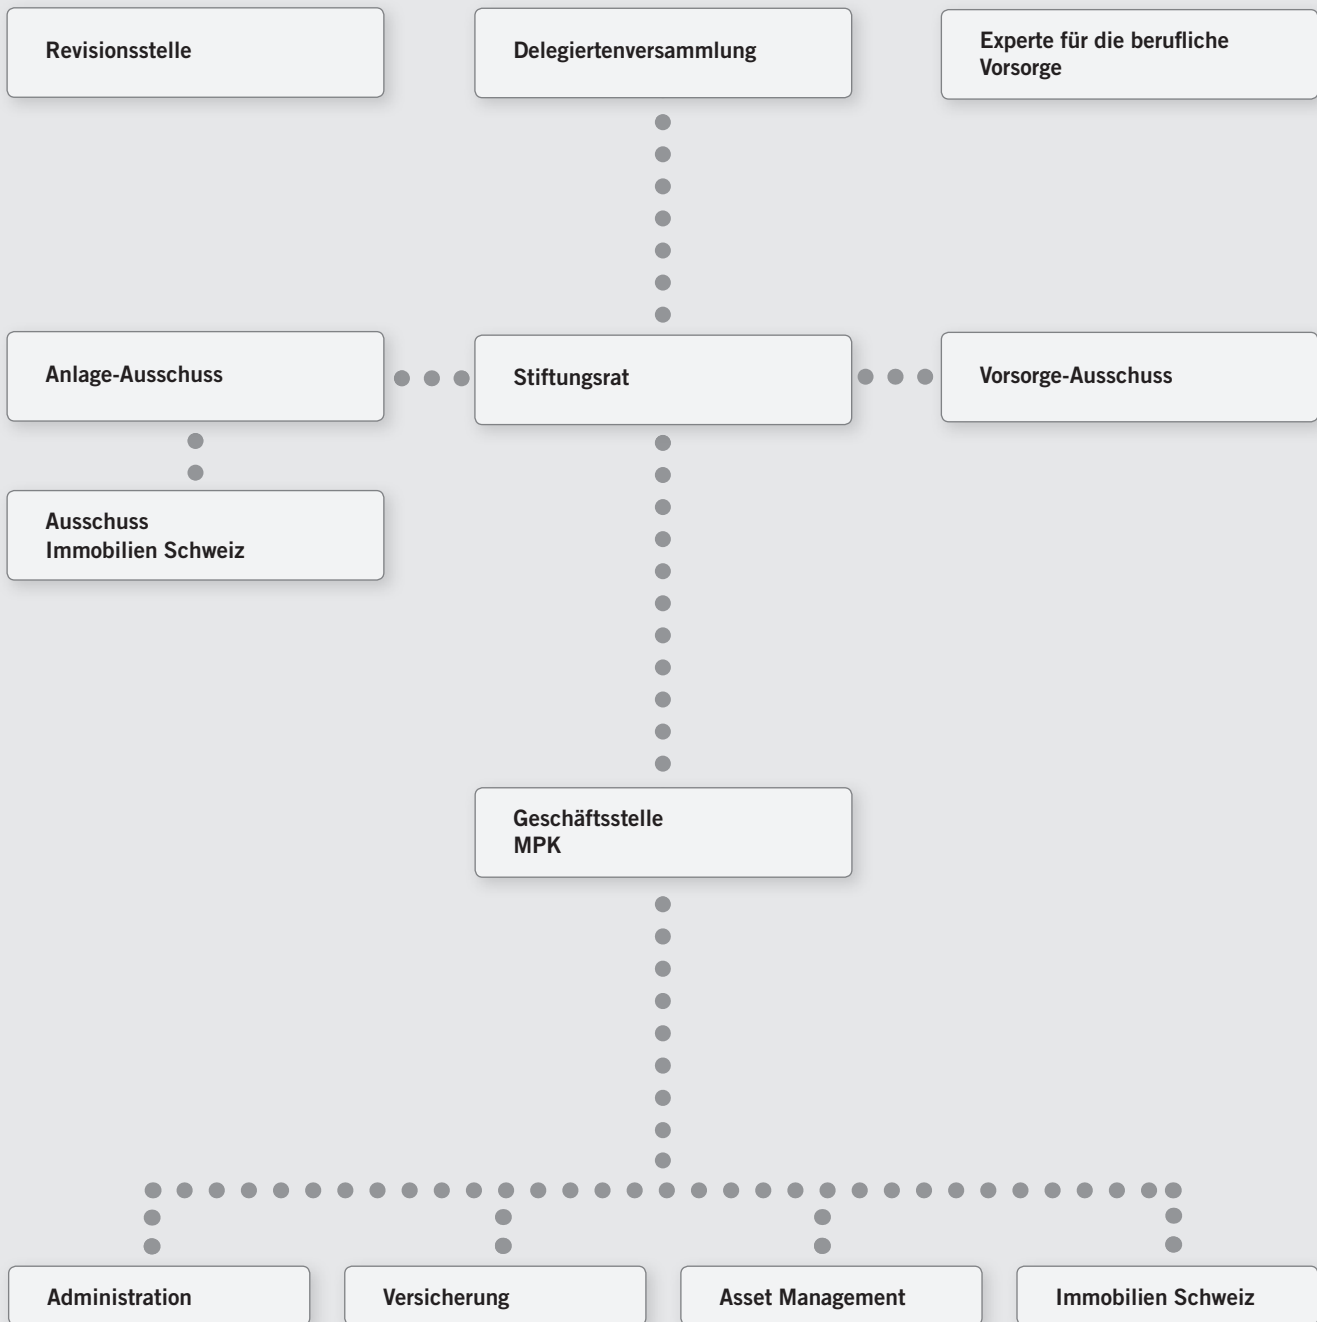 Revisionsstelle
Delegiertenversammlung
Experte für die berufliche
Vorsorge
Anlage-Ausschuss
Stiftungsrat
Vorsorge-Ausschuss
Ausschuss
Immobilien Schweiz
Geschäftsstelle
MPK
Administration
Versicherung
Asset Management
Immobilien Schweiz